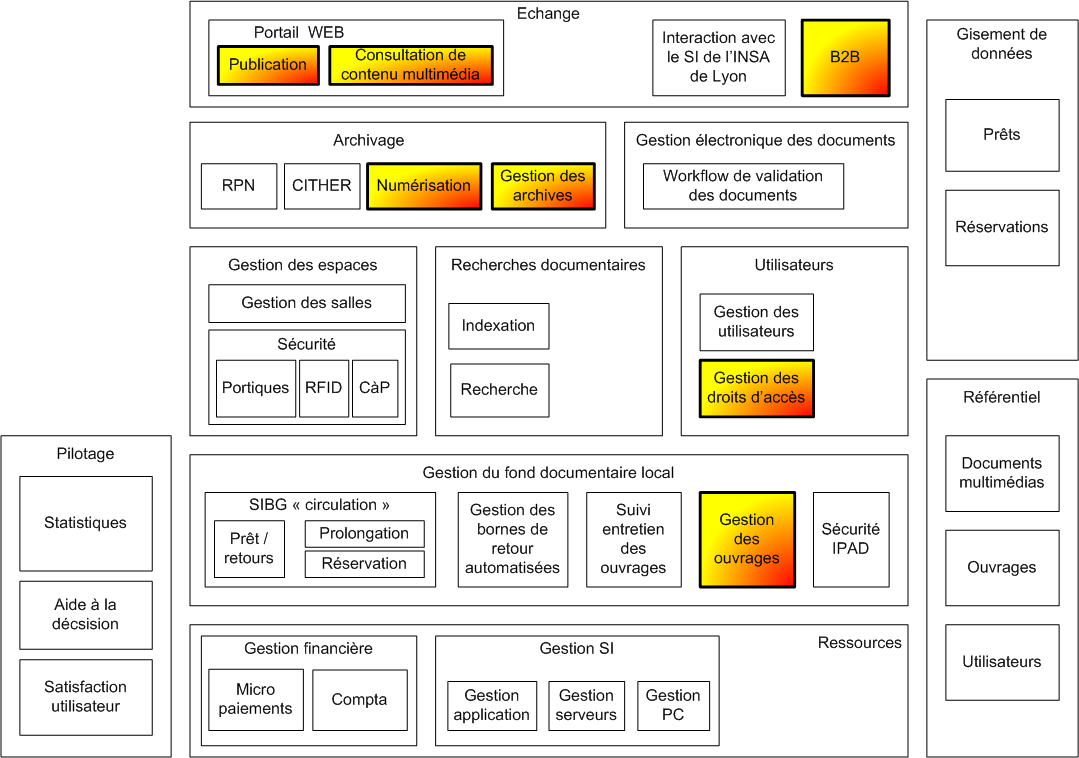 Echange
Portail WEB
Publication
Consultation de
contenu multimédia
Interaction avec
le SI de l'INSA
de Lyon
B2B
Gisement de
données
Prêts
Réservations
Archivage
RPN
CITHER
Numérisation
Gestion des
archives
Gestion électronique des documents
Workflow de validation
des documents
Gestion des espaces
Gestion des salles
Sécurité
Portiques
RFID
CàP
Recherches documentaires
Indexation
Recherche
Utilisateurs
Gestion des
utilisateurs
Gestion des
droits d'accès
Référentiel
Documents
multimédias
Ouvrages
Utilisateurs
Pilotage
Statistiques
Aide à la
décsision
Satisfaction
utilisateur
Gestion du fond documentaire local
SIBG « circulation »
Prêt /
retours
Prolongation
Réservation
Gestion des
bornes de
retour
automatisées
Suivi
entretien
des
ouvrages
Gestion
des
ouvrages
Sécurité
IPAD
Ressources
Gestion financière
Micro
paiements
Compta
Gestion SI
Gestion
application
Gestion
serveurs
Gestion
PC